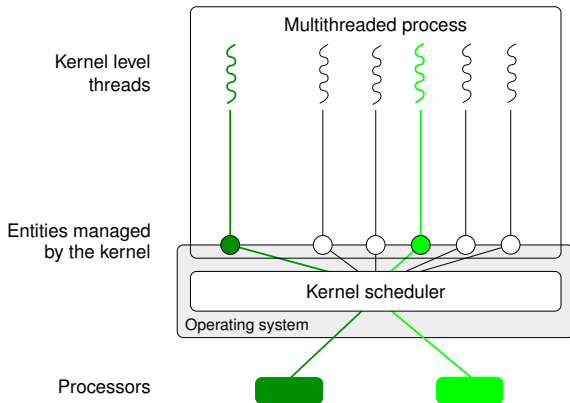 Multithreaded process
Kernel level
threads
Entities managed
by the kernel
Kernel scheduler
Operating system
Processors